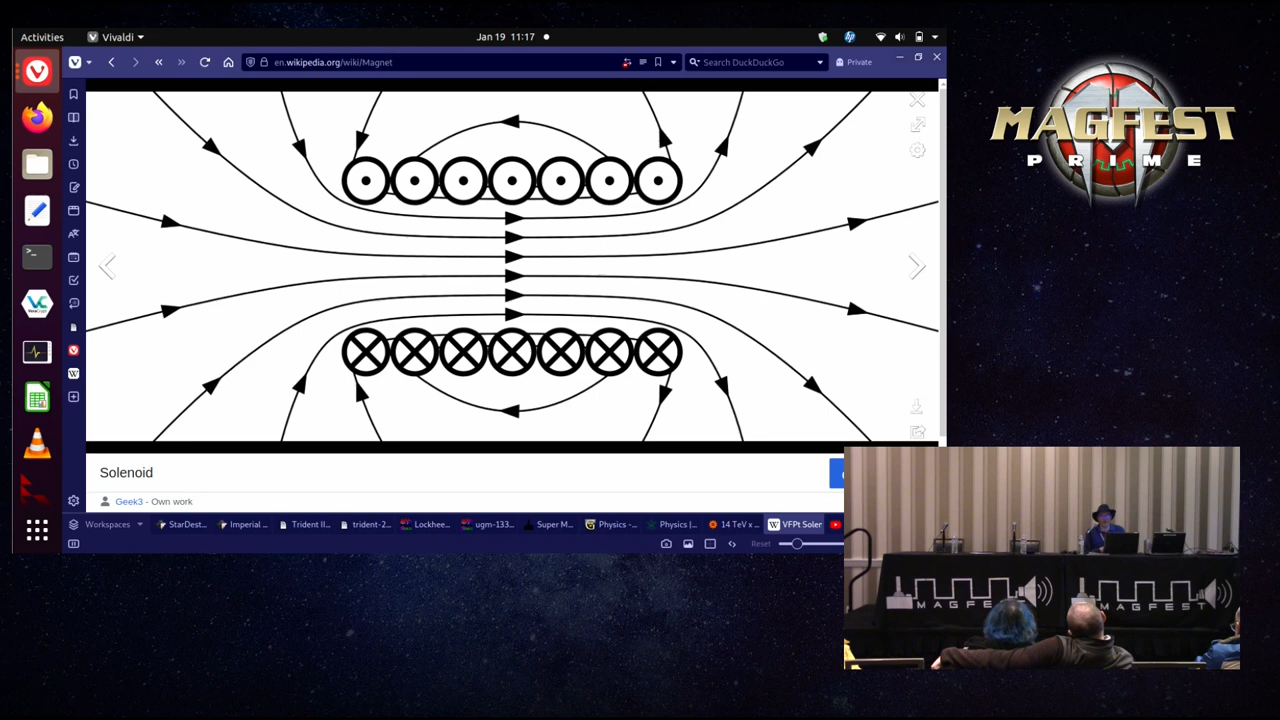 Activities
Vivaldi
Jan 19 11:17
en.wikipedia.org/wiki/Magnet
Search DuckDuckGo
Private
MAGFEST
PRIME
Solenoid
Geek3 - Own work
Workspaces
StarDest...
Imperial ...
Trident II...
trident-2...
Lockhee...
ugm-133...
Super M...
Physics -...
Physics |...
14 TeV x ...
VFPt Soler
Reset
MAGFE
MAGFEST